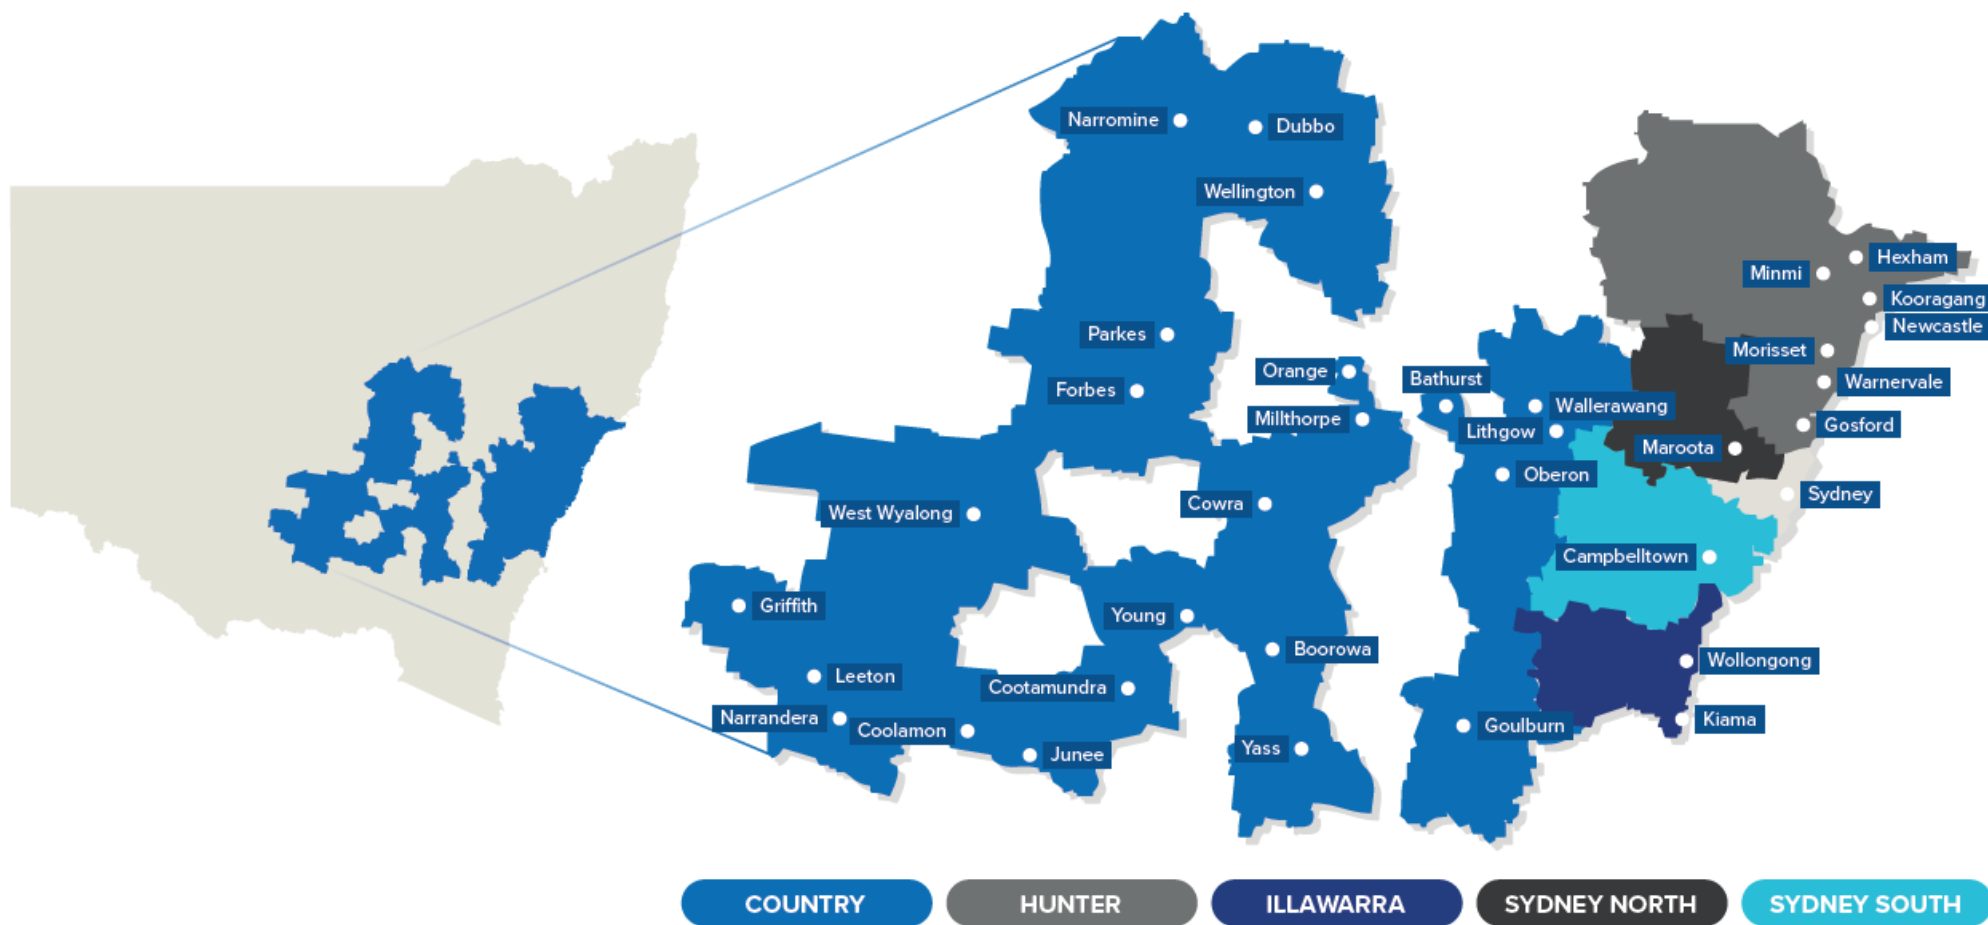 Narromine
Dubbo
Wellington
Parkes
Forbes
Orange
Millthorpe
Bathurst
Wallerawang
Lithgow
Oberon
West Wyalong
Cowra
Griffith
Young
Boorowa
Leeton
Cootamundra
Narrandera
Coolamon
Junee
Yass
Goulburn
Hexham
Minmi
Kooragang
Newcastle
Morisset
Warnervale
Gosford
Maroota
Sydney
Campbelltown
Wollongong
Kiama
COUNTRY
HUNTER
ILLAWARRA
SYDNEY NORTH
SYDNEY SOUTH